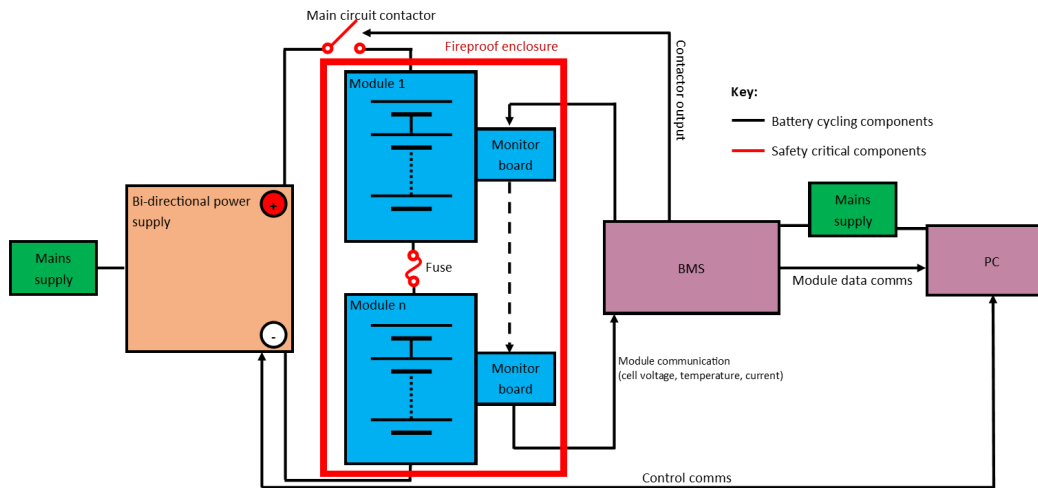 Main circuit contactor
Fireproof enclosure
Contactor output
Key:
Battery cycling components
Safety critical components
Module 1
Monitor
board
Bi-directional power
supply
+
-
Mains
supply
Fuse
Module n
Monitor
board
BMS
Mains
supply
PC
Module data comms
Module communication
(cell voltage, temperature, current)
Control comms